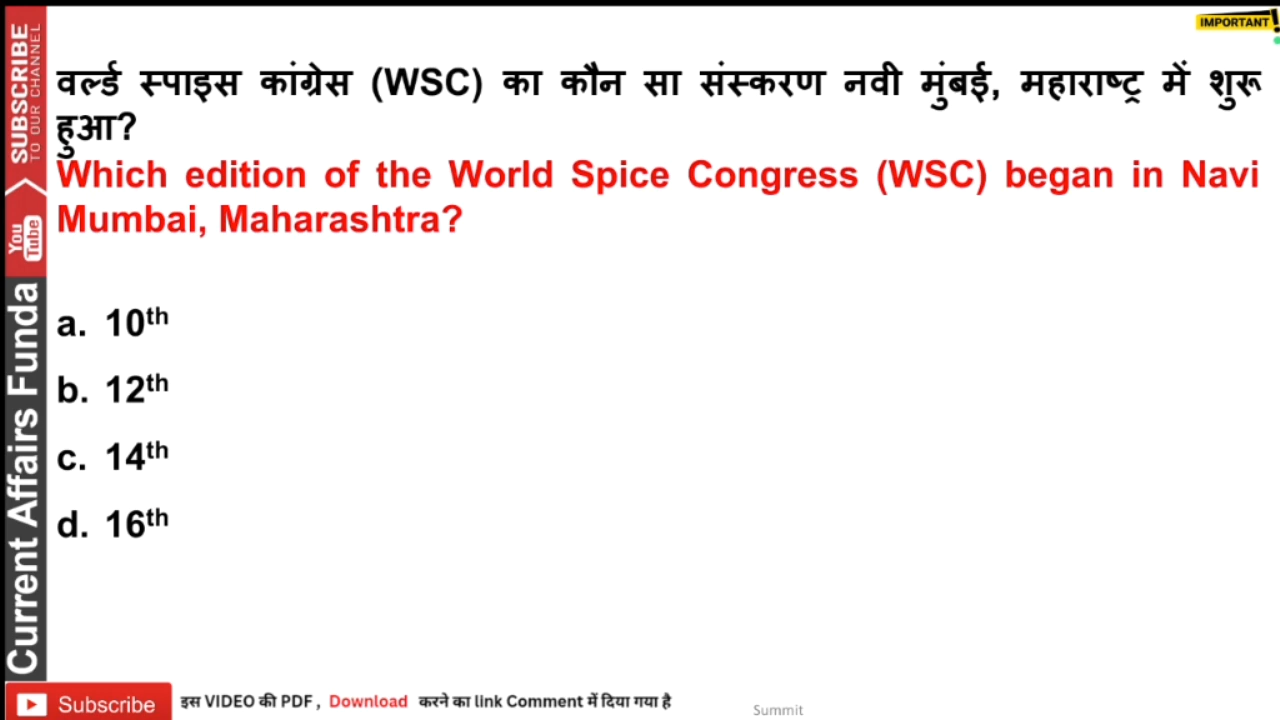 IMPORTANT!
वर्ल्ड स्पाइस कांग्रेस (WSC) का कौन सा संस्करण नवी मुंबई, महाराष्ट्र में शुरू
हुआ?
Which edition of the World Spice Congress (WSC) began in Navi
Mumbai, Maharashtra?
a. 10th
b. 12th
c. 14th
d. 16th
SUBSCRIBE
TO OUR CHANNEL
You
Tube
Current Affairs Funda
Subscribe
इस VIDEO की PDF , Download करने का link Comment में दिया गया है
Summit